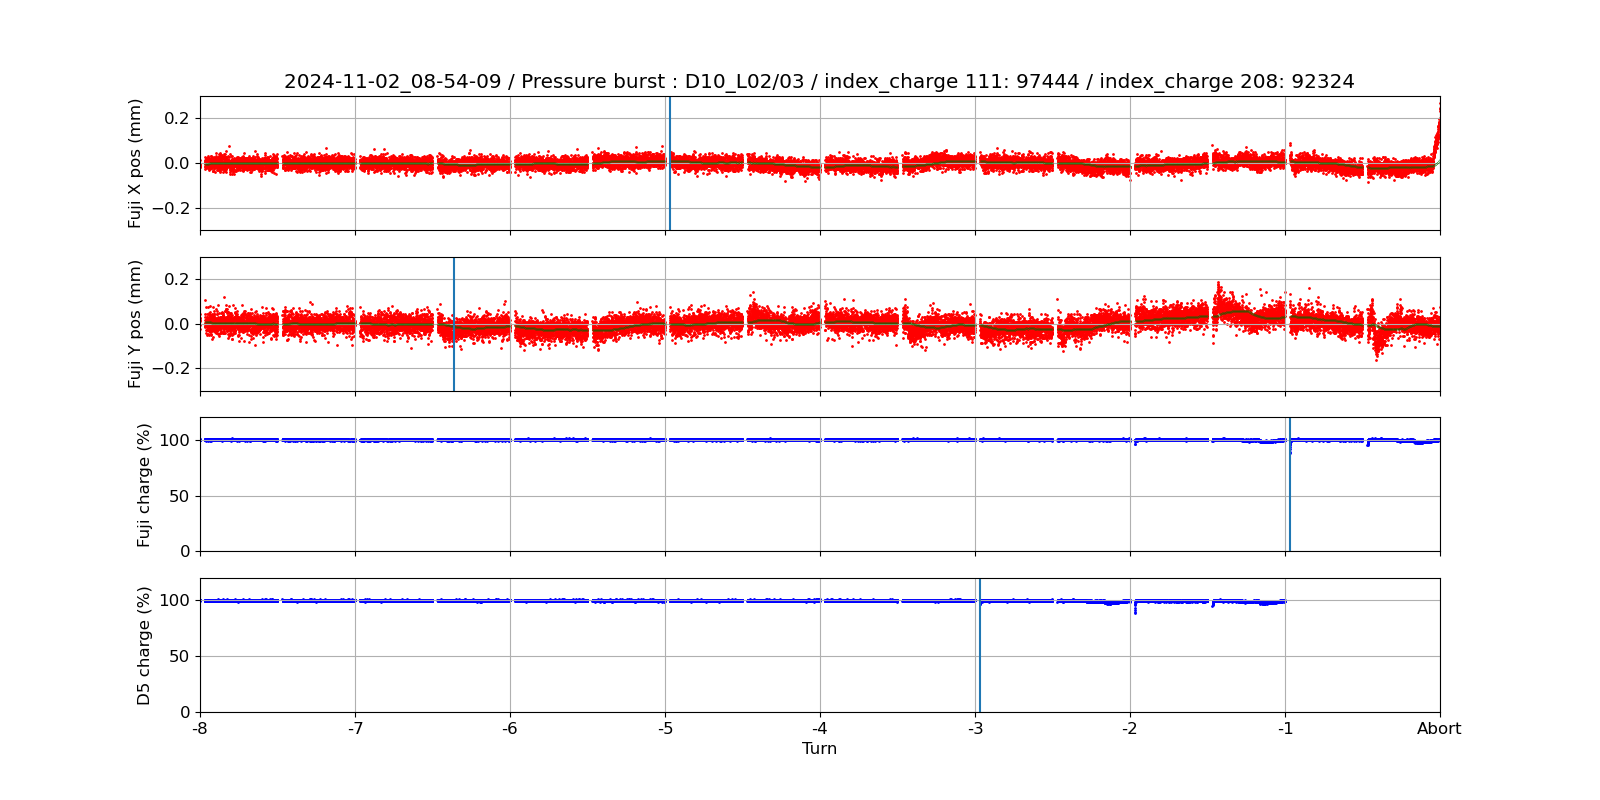 2024-11-02_08-54-09 / Pressure burst : D10_L02/03 / index_charge 111: 97444 / index_charge 208: 92324
Fuji X pos (mm)
0.2
0.0
−0.2
Fuji Y pos (mm)
0.2
0.0
−0.2
Fuji charge (%)
100
50
0
D5 charge (%)
100
50
0
-8 -7 -6 -5 -4 -3 -2 -1 Abort
Turn